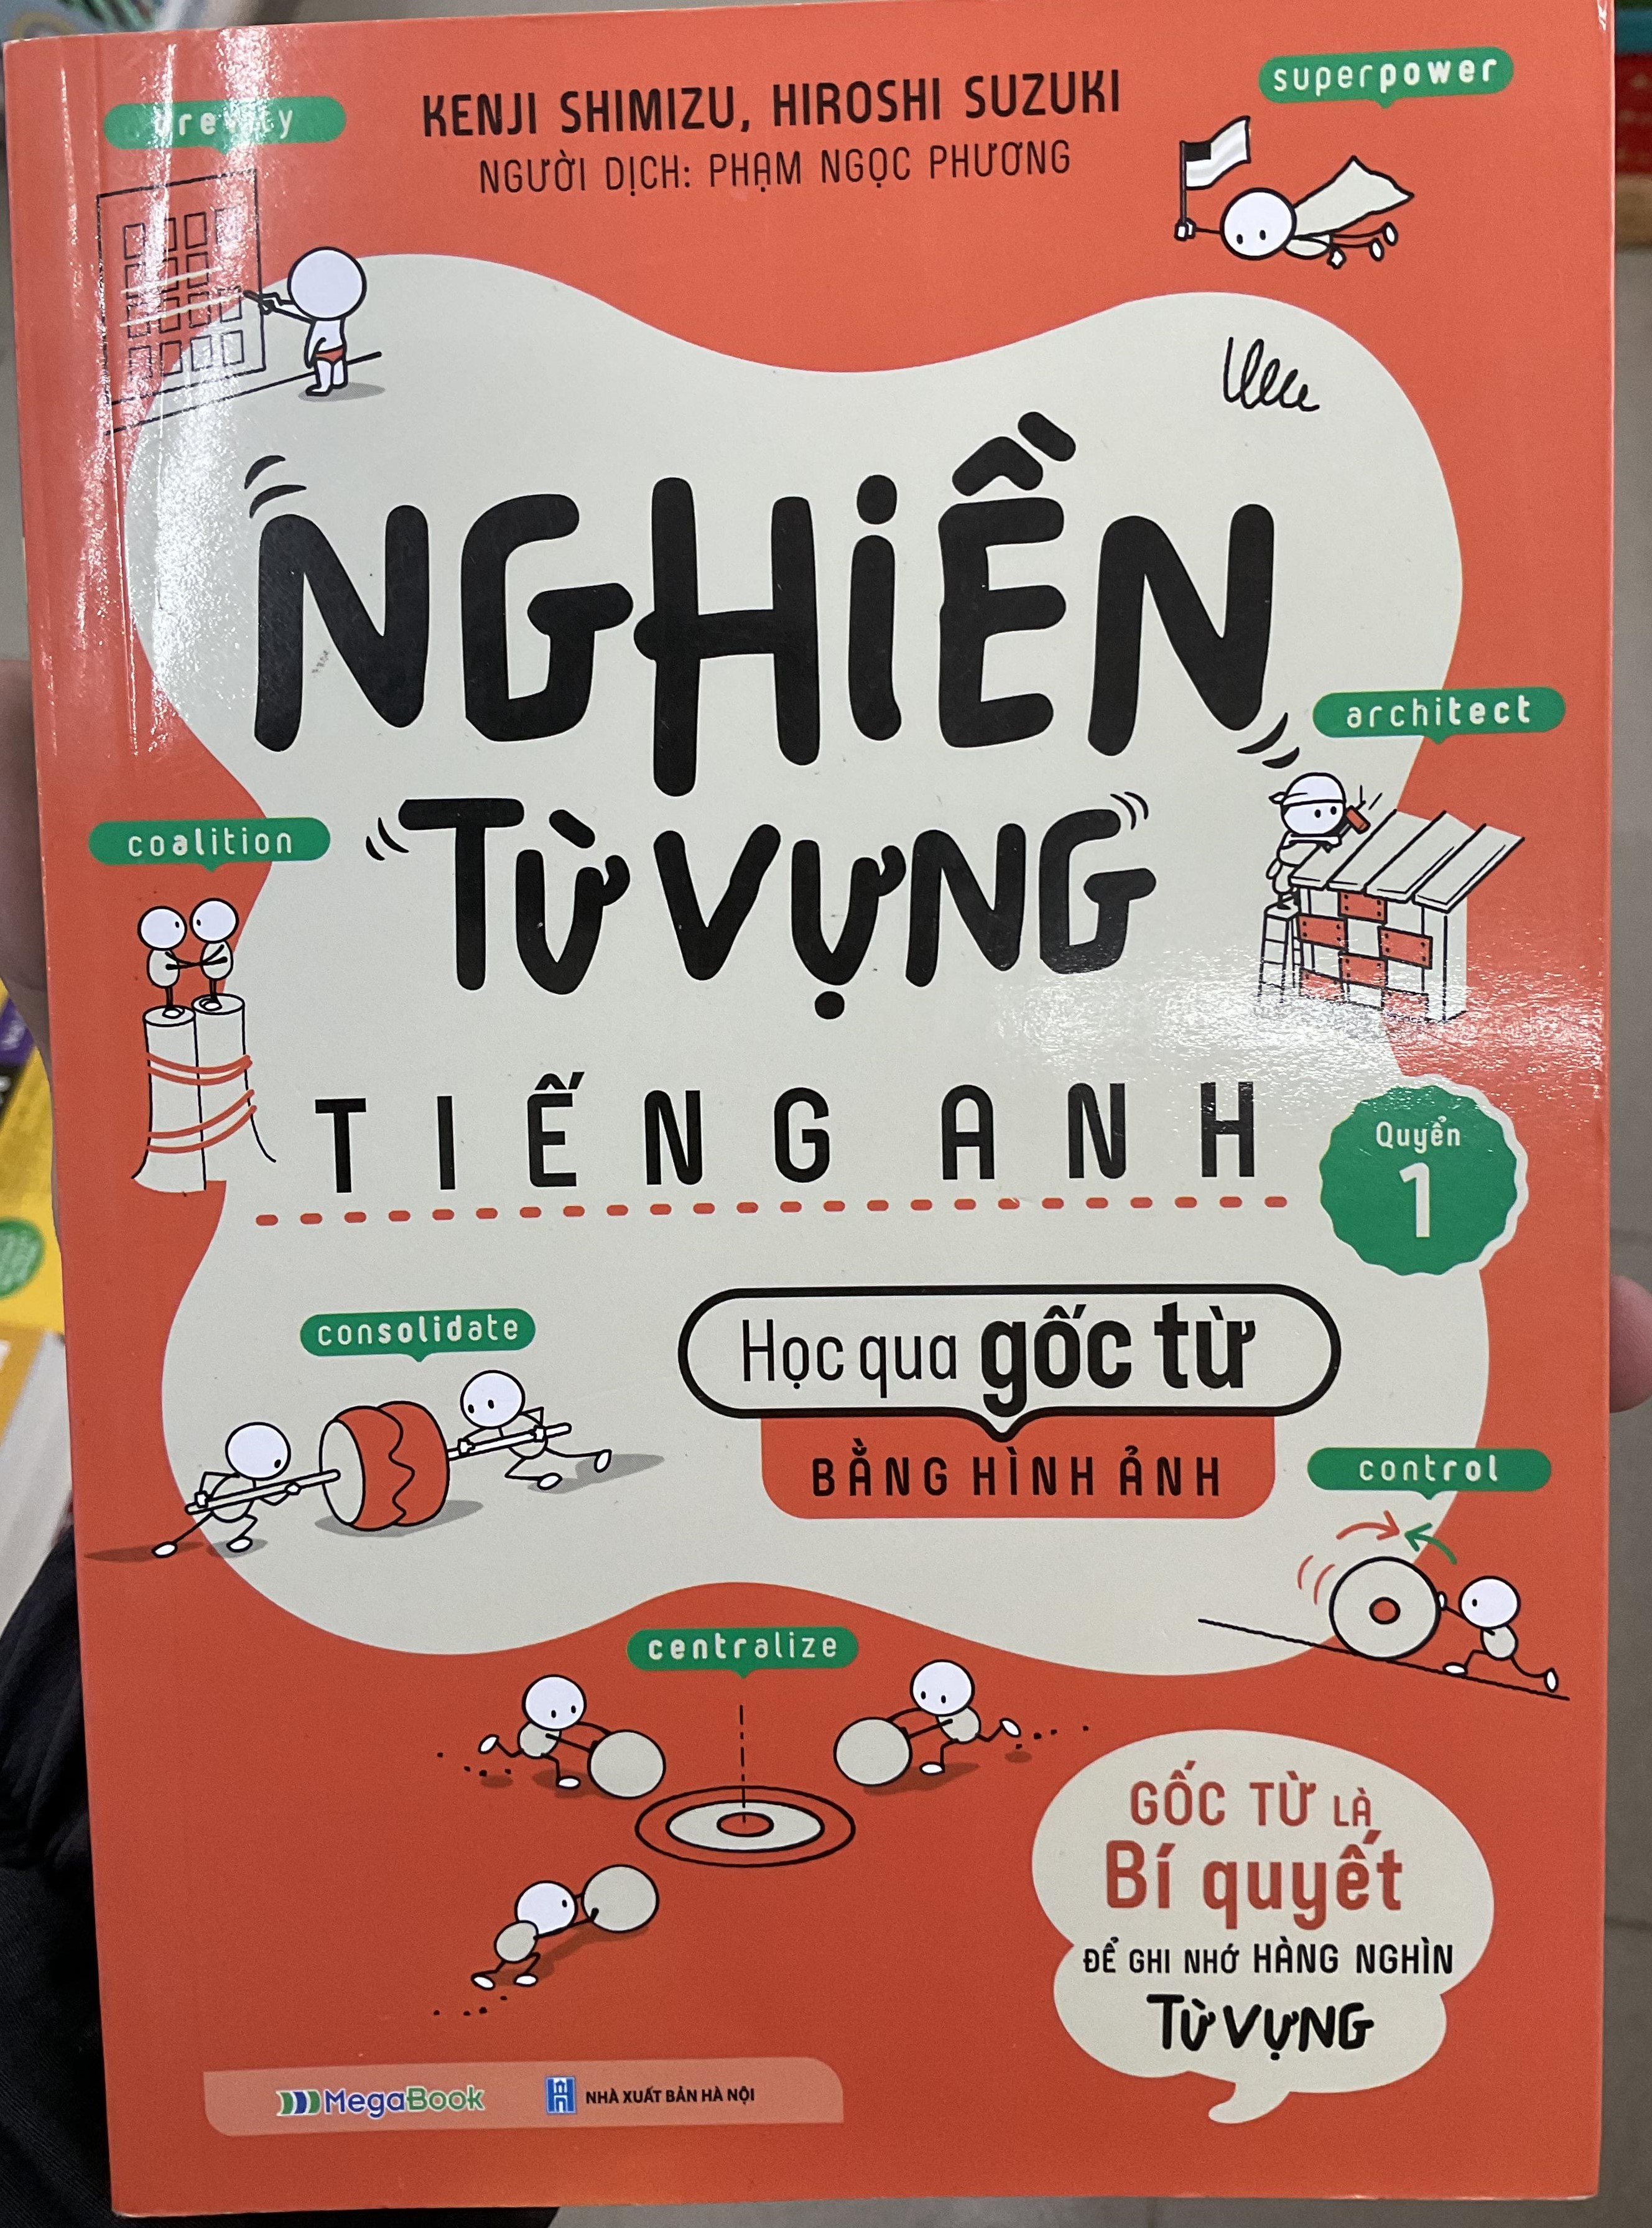 KENJI SHIMIZU, HIROSHI SUZUKI
NGƯỜI DỊCH: PHẠM NGỌC PHƯƠNG
brevity
superpower
NGHIỀN
TỪ VỰNG
TIẾNG ANH
architect
coalition
Quyển
1
Học qua gốc từ
BẰNG HÌNH ẢNH
consolidate
control
centralize
GỐC TỪ LÀ
Bí quyết
ĐỂ GHI NHỚ HÀNG NGHÌN
TỪ VỰNG
MegaBook
NHÀ XUẤT BẢN HÀ NỘI